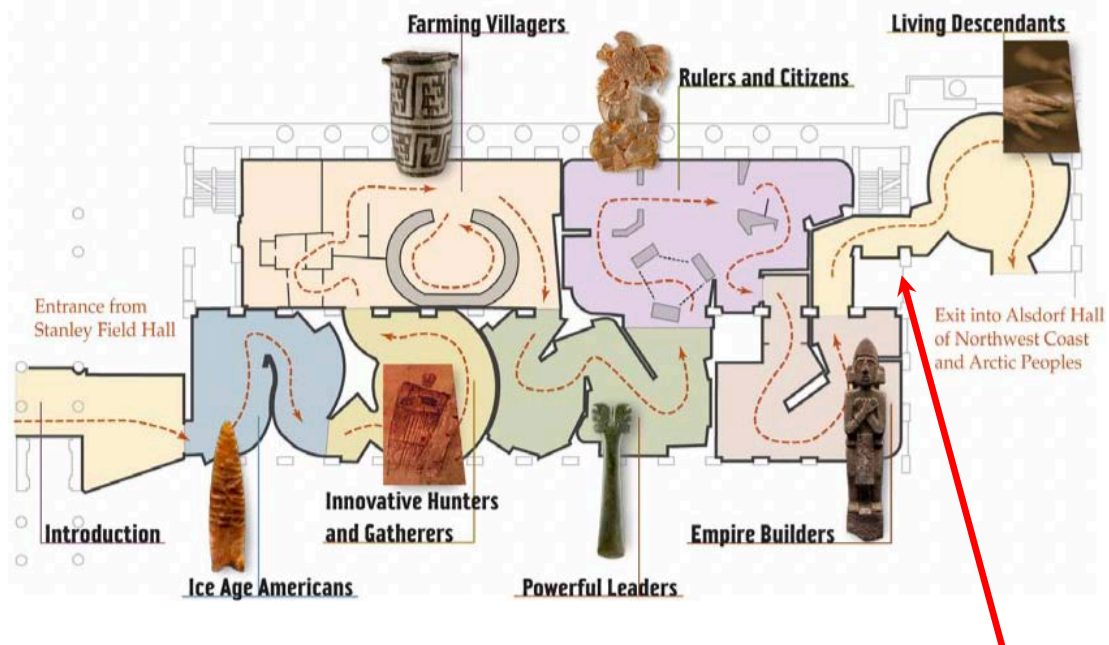 Farming Villagers
Living Descendants
Rulers and Citizens
Entrance from
Stanley Field Hall
Exit into Alsdorf Hall
of Northwest Coast
and Arctic Peoples
Innovative Hunters
and Gatherers
Introduction
Empire Builders
Ice Age Americans
Powerful Leaders